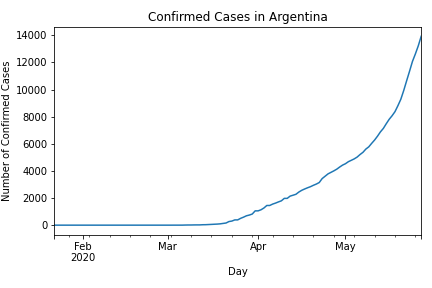 Confirmed Cases in Argentina
Number of Confirmed Cases
14000
12000
10000
8000
6000
4000
2000
0
Feb
2020
Mar
Apr
May
Day